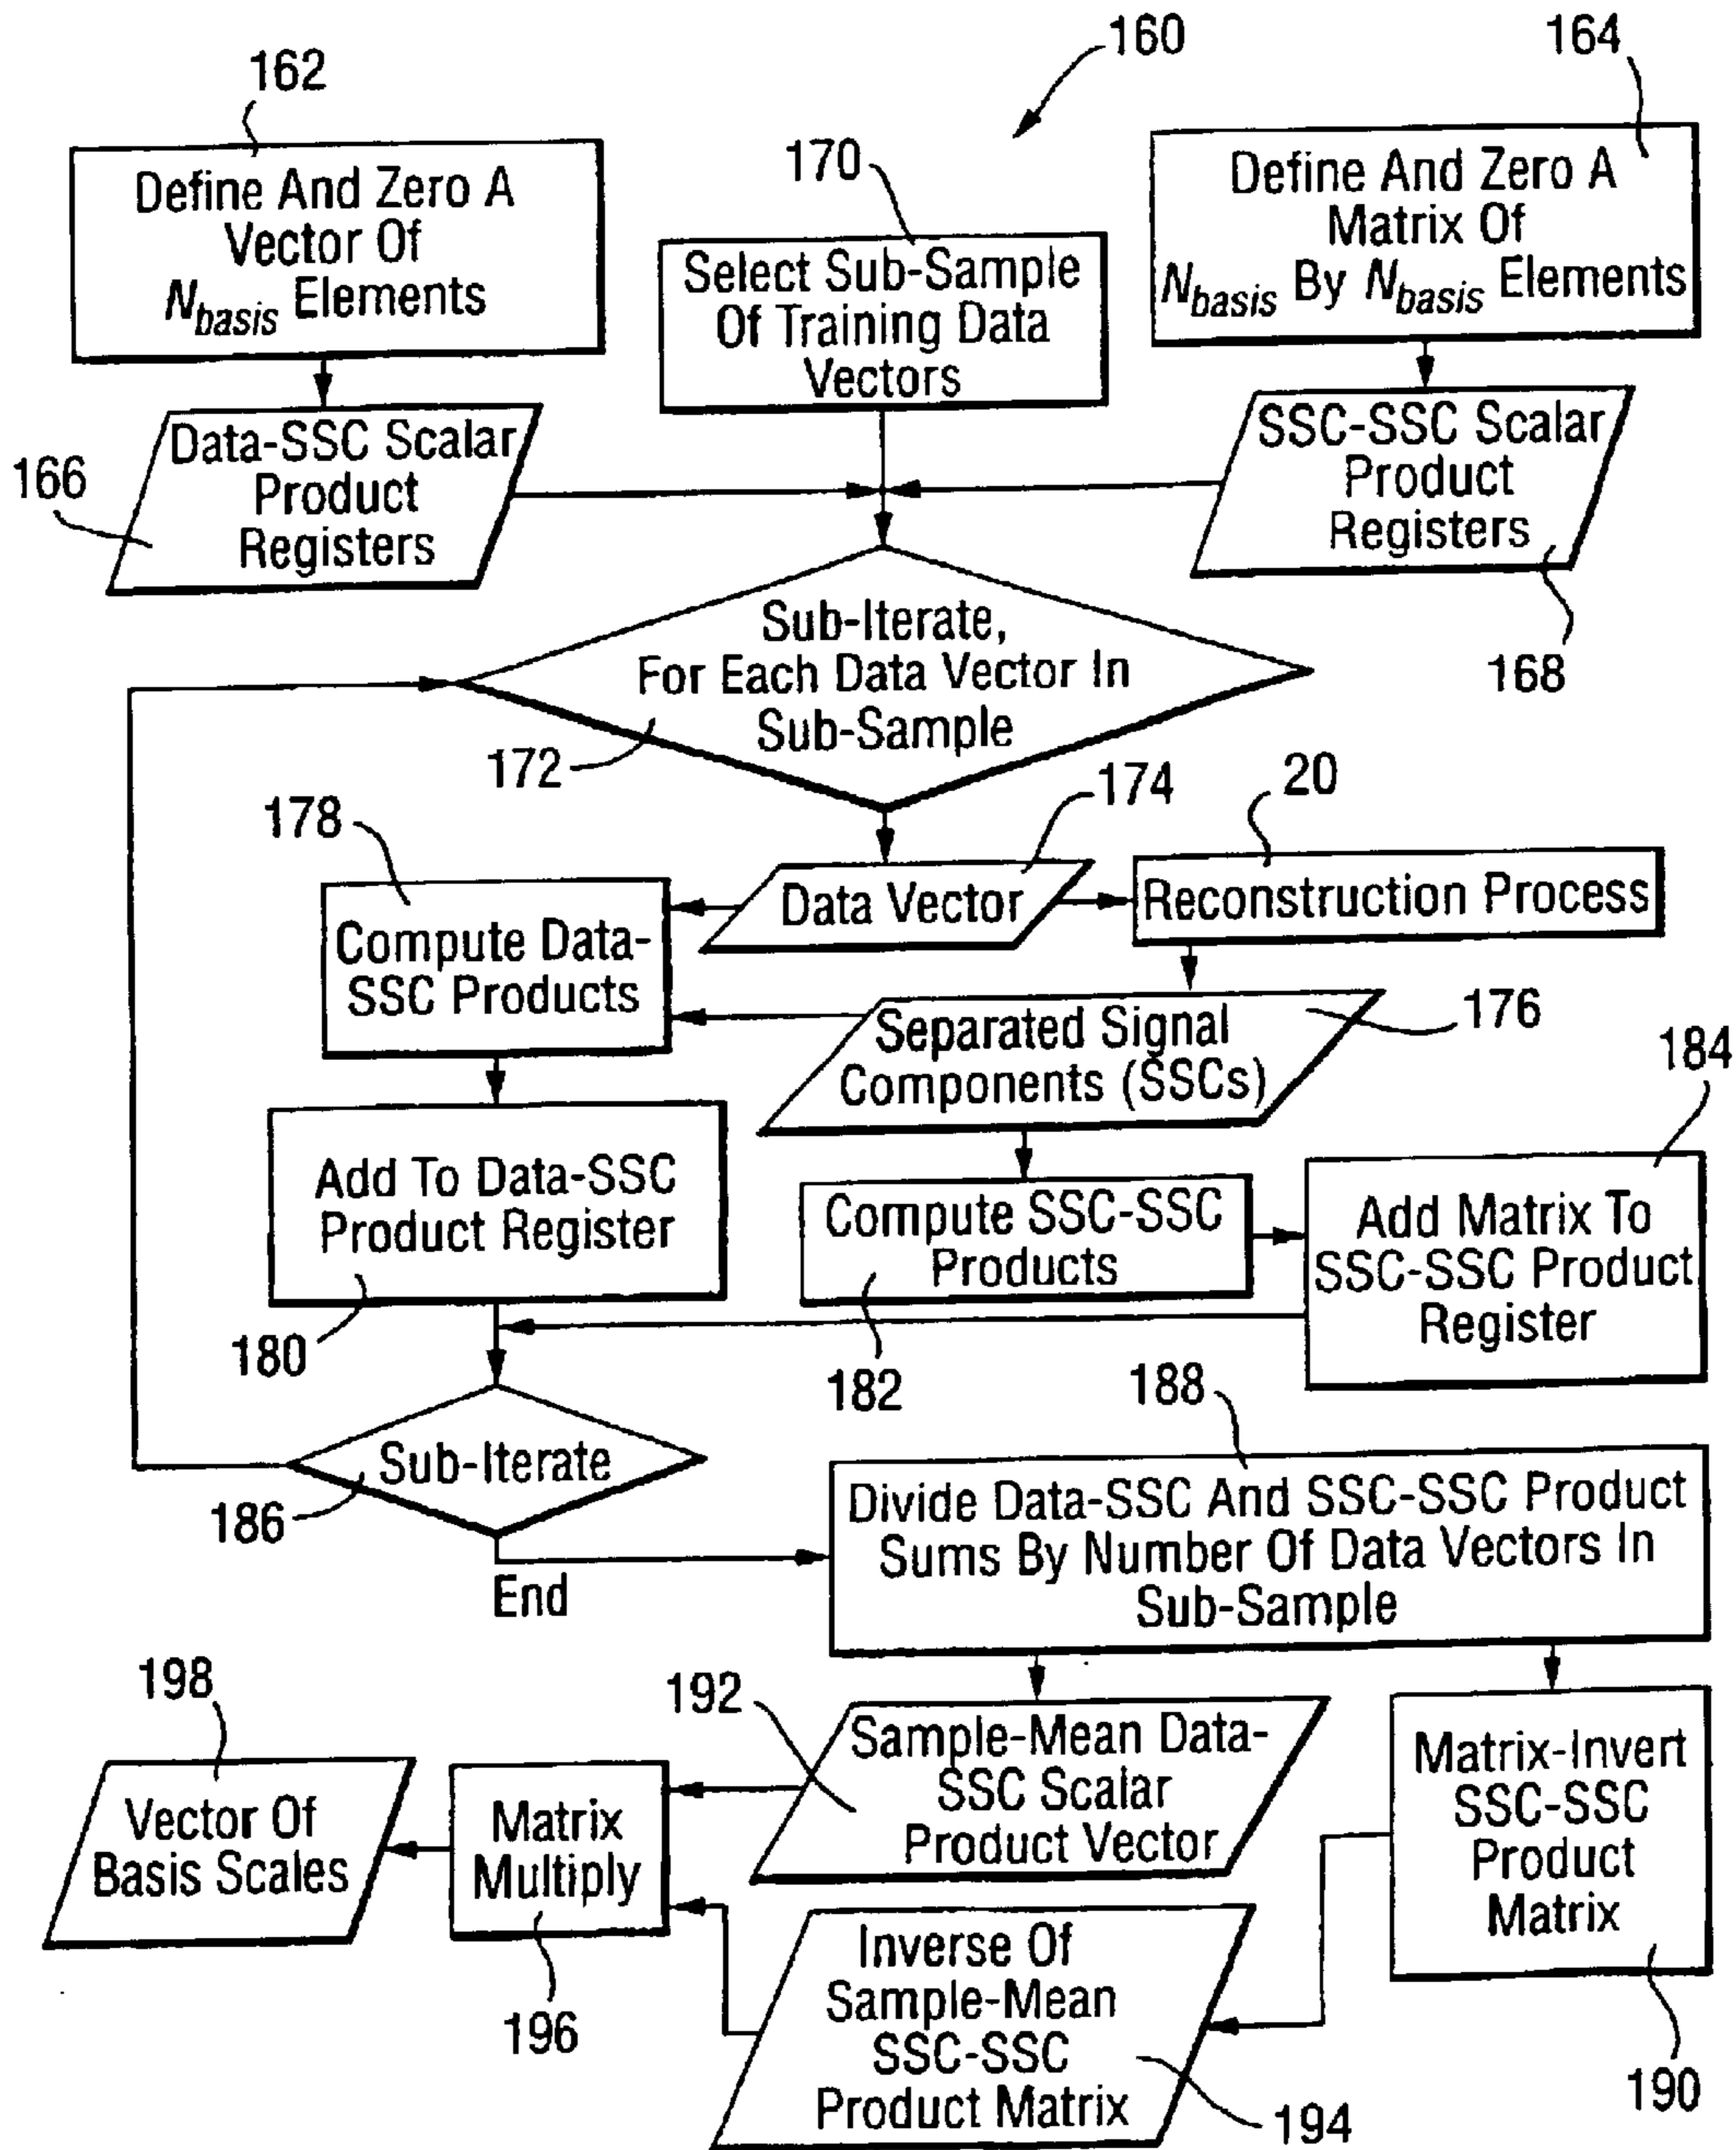 160
162
Define And Zero A
Vector Of
Nbasis Elements
170
Select Sub-Sample
Of Training Data
Vectors
164
Define And Zero A
Matrix Of
Nbasis By Nbasis Elements
166
Data-SSC Scalar
Product
Registers
SSC-SSC Scalar
Product
Registers
168
Sub-Iterate,
For Each Data Vector In
Sub-Sample
172
174
Data Vector
20
Reconstruction Process
178
Compute Data-
SSC Products
Separated Signal
Components (SSCs)
176
Add To Data-SSC
Product Register
180
Compute SSC-SSC
Products
182
184
Add Matrix To
SSC-SSC Product
Register
Sub-Iterate
186
End
188
Divide Data-SSC And SSC-SSC Product
Sums By Number Of Data Vectors In
Sub-Sample
192
Sample-Mean Data-
SSC Scalar
Product Vector
Matrix-Invert
SSC-SSC
Product
Matrix
190
198
Vector Of
Basis Scales
Matrix
Multiply
196
Inverse Of
Sample-Mean
SSC-SSC
Product Matrix
194